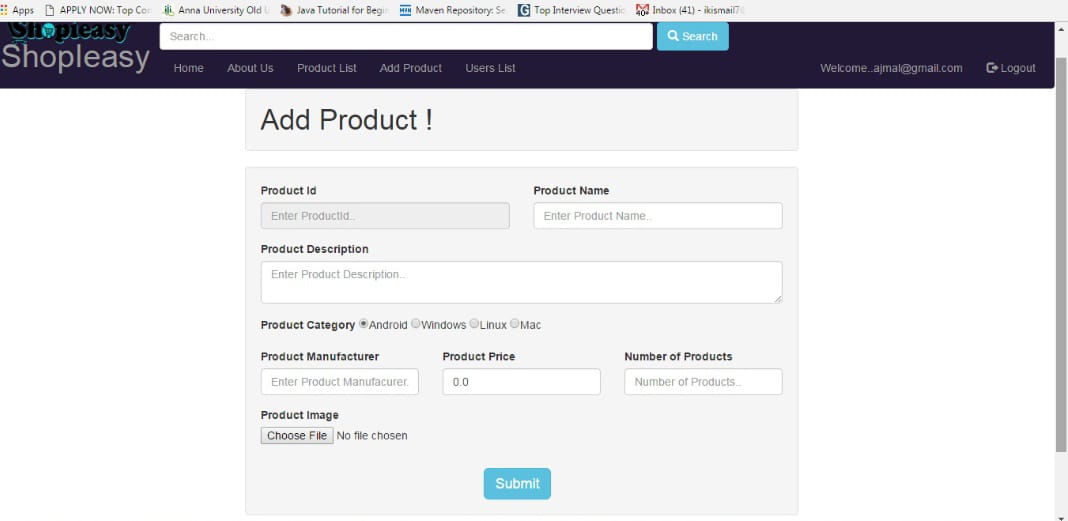 Apps APPLY NOW: Top Con Anna University Old U Java Tutorial for Begin Maven Repository: Se Top Interview Questio Inbox (41) - ikismail78
Shopleasy
Search... Search
Shopleasy
Home About Us Product List Add Product Users List Welcome..ajmal@gmail.com Logout
Add Product !
Product Id Product Name
Enter ProductId.. Enter Product Name..
Product Description
Enter Product Description..
Product Category Android Windows Linux Mac
Product Manufacturer Product Price Number of Products
Enter Product Manufacurer. 0.0 Number of Products..
Product Image
Choose File No file chosen
Submit